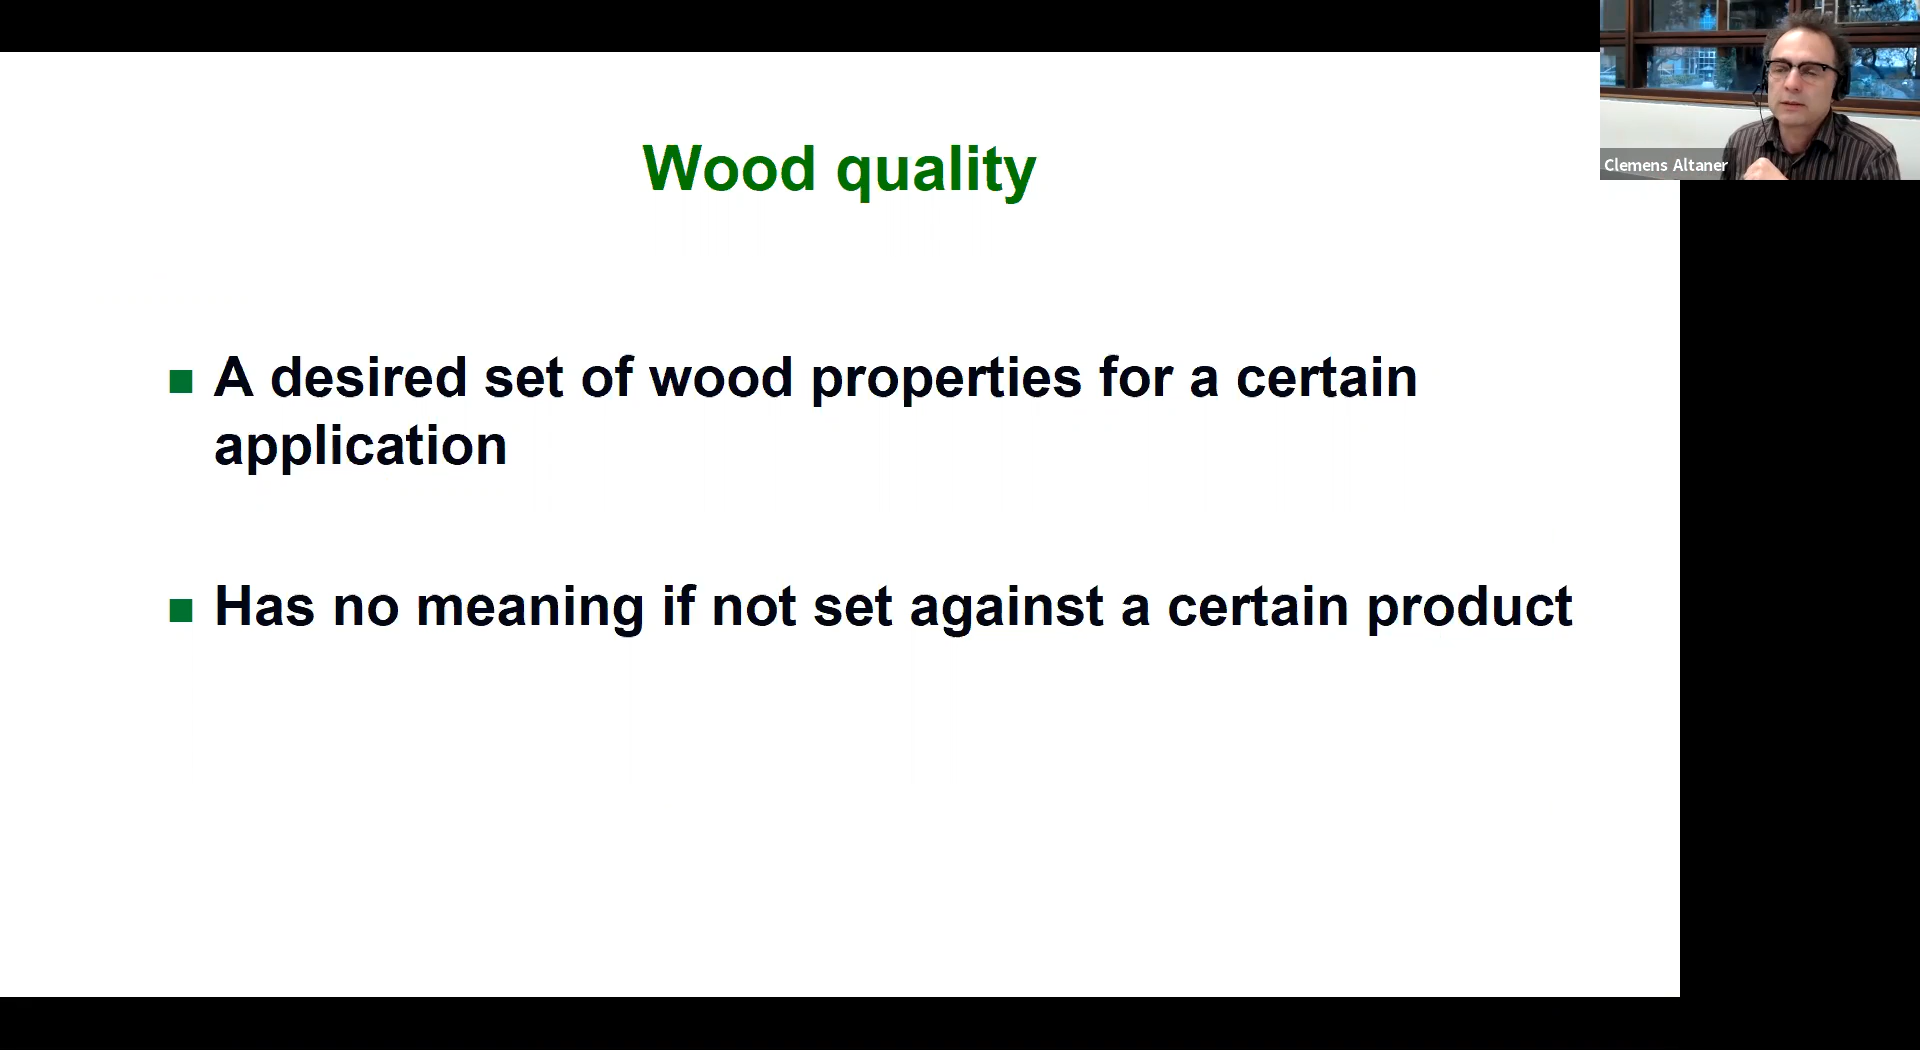 Wood quality
Clemens Altaner
A desired set of wood properties for a certain
application
Has no meaning if not set against a certain product